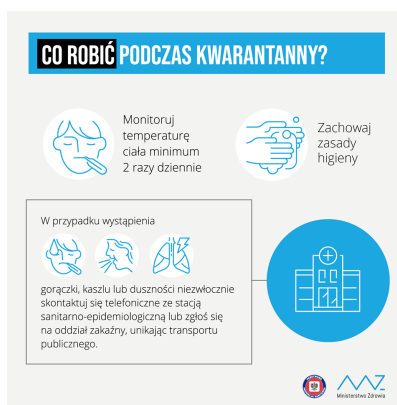 CO ROBIĆ PODCZAS KWARANTANNY?
Monitoruj
temperaturę
ciała minimum
2 razy dziennie
Zachowaj
zasady
higieny
W przypadku wystąpienia
gorączki, kaszlu lub duszności niezwłocznie
skontaktuj się telefoniczne ze stacją
sanitarno-epidemiologiczną lub zgłoś się
na oddział zakaźny, unikając transportu
publicznego.
Ministerstwo Zdrowia